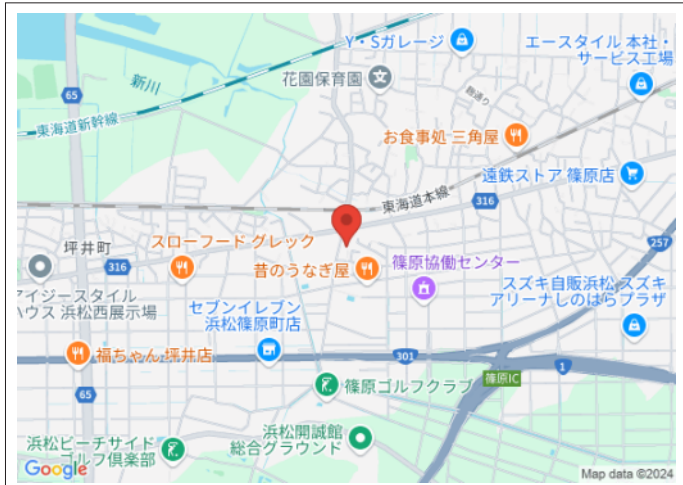 Y・Sガレージ
エースタイル 本社・
サービス工場
新川
65
花園保育園
東海道新幹線
お食事処 三角屋
遠鉄ストア 篠原店
東海道本線
316
坪井町
スローフード グレック
257
316
昔のうなぎ屋
篠原協働センター
アイジースタイル
ハウス 浜松西展示場
セブンイレブン
浜松篠原町店
スズキ自販浜松 スズキ
アリーナしのはらプラザ
福ちゃん 坪井店
301
1
篠原IC
65
篠原ゴルフクラブ
浜松ビーチサイド
ゴルフ倶楽部
浜松開誠館
総合グラウンド
Google
Map data ©2024